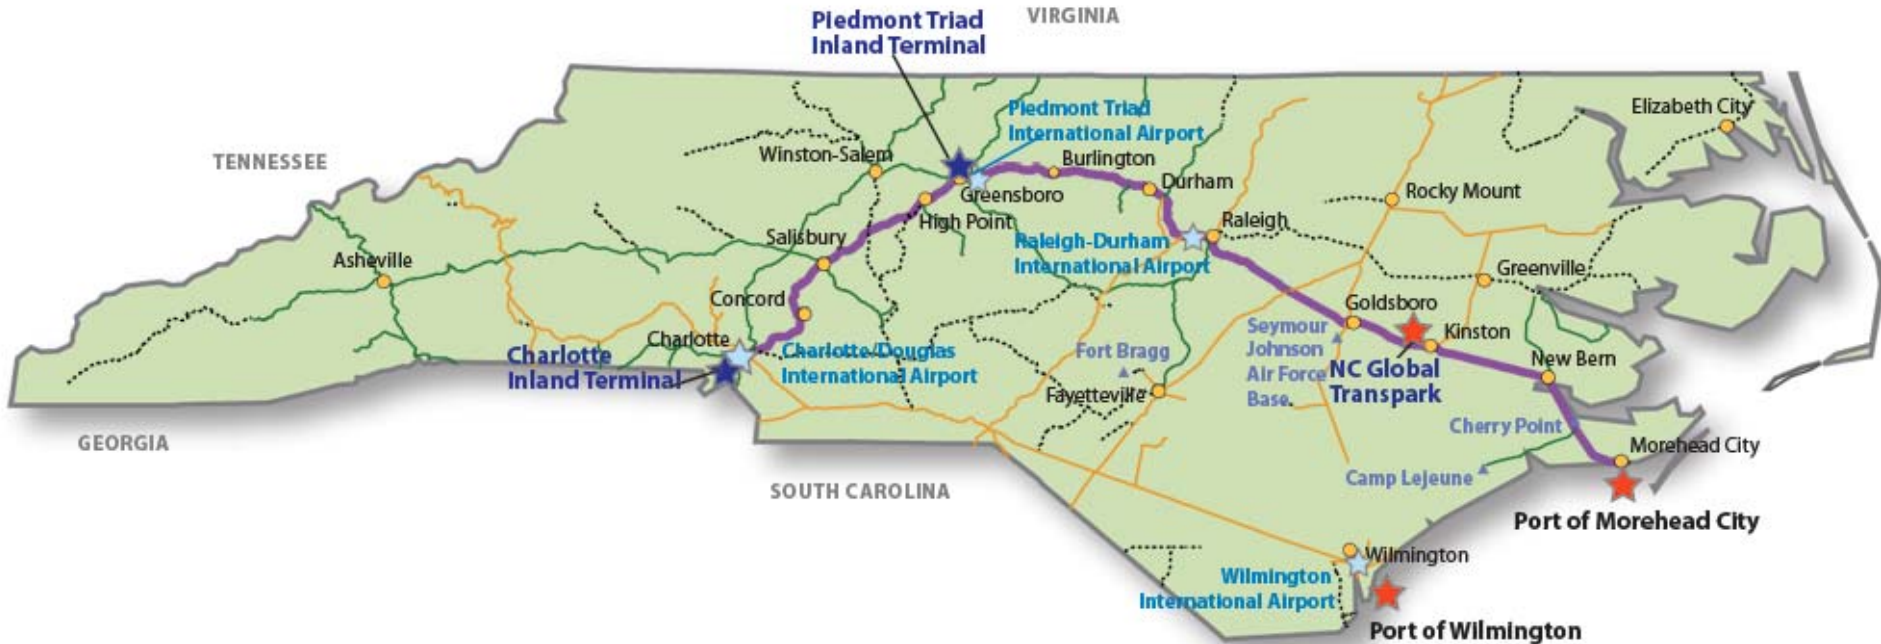 VIRGINIA
Piedmont Triad
Inland Terminal
Piedmont Triad
International Airport
Elizabeth City
TENNESSEE
Winston-Salem
Burlington
Durham
Greensboro
High Point
Rocky Mount
Raleigh
Raleigh-Durham
International Airport
Salisbury
Asheville
Greenville
Concord
Goldsboro
Charlotte
Kinston
Seymour
Johnson
Air Force
Base
Charlotte
Inland Terminal
Charlotte/Douglas
International Airport
Fort Bragg
NC Global
Transpark
New Bern
Fayetteville
Cherry Point
GEORGIA
Morehead City
Camp Lejeune
SOUTH CAROLINA
Port of Morehead City
Wilmington
Wilmington
International Airport
Port of Wilmington